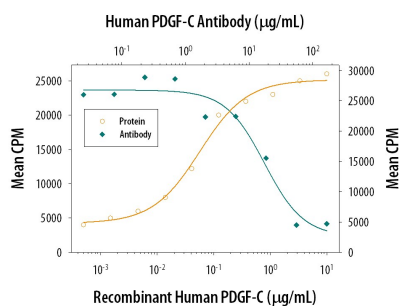 Human PDGF-C Antibody (μg/mL)
10⁻¹ 10⁰ 10¹ 10²
25000 30000
20000 25000
15000 20000
10000 15000
5000 10000
0 5000
0
Mean CPM
Mean CPM
Protein
Antibody
10⁻³ 10⁻² 10⁻¹ 10⁰ 10¹
Recombinant Human PDGF-C (μg/mL)